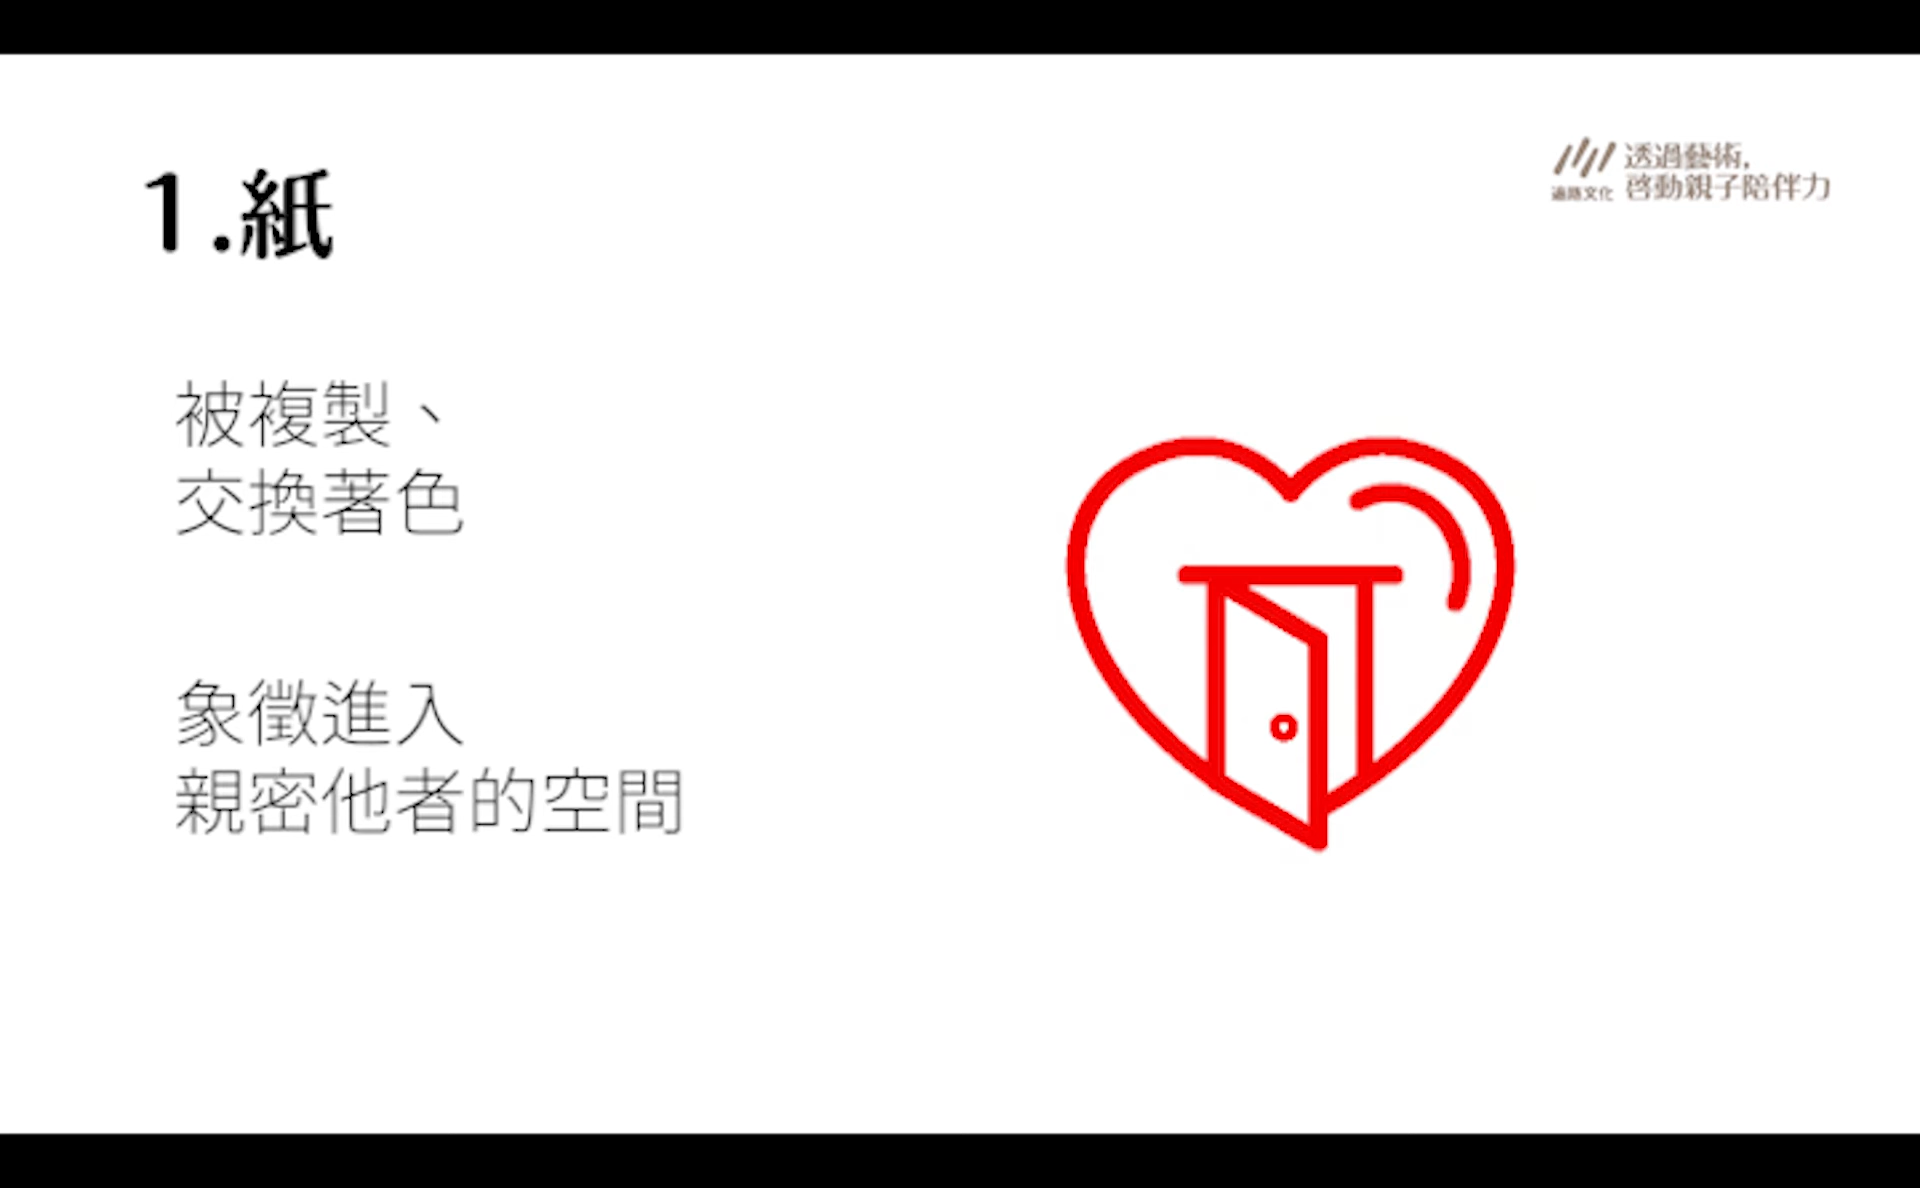 1.紙
透過藝術,
啓動親子陪伴力
被複製、
交換著色
象徵進入
親密他者的空間